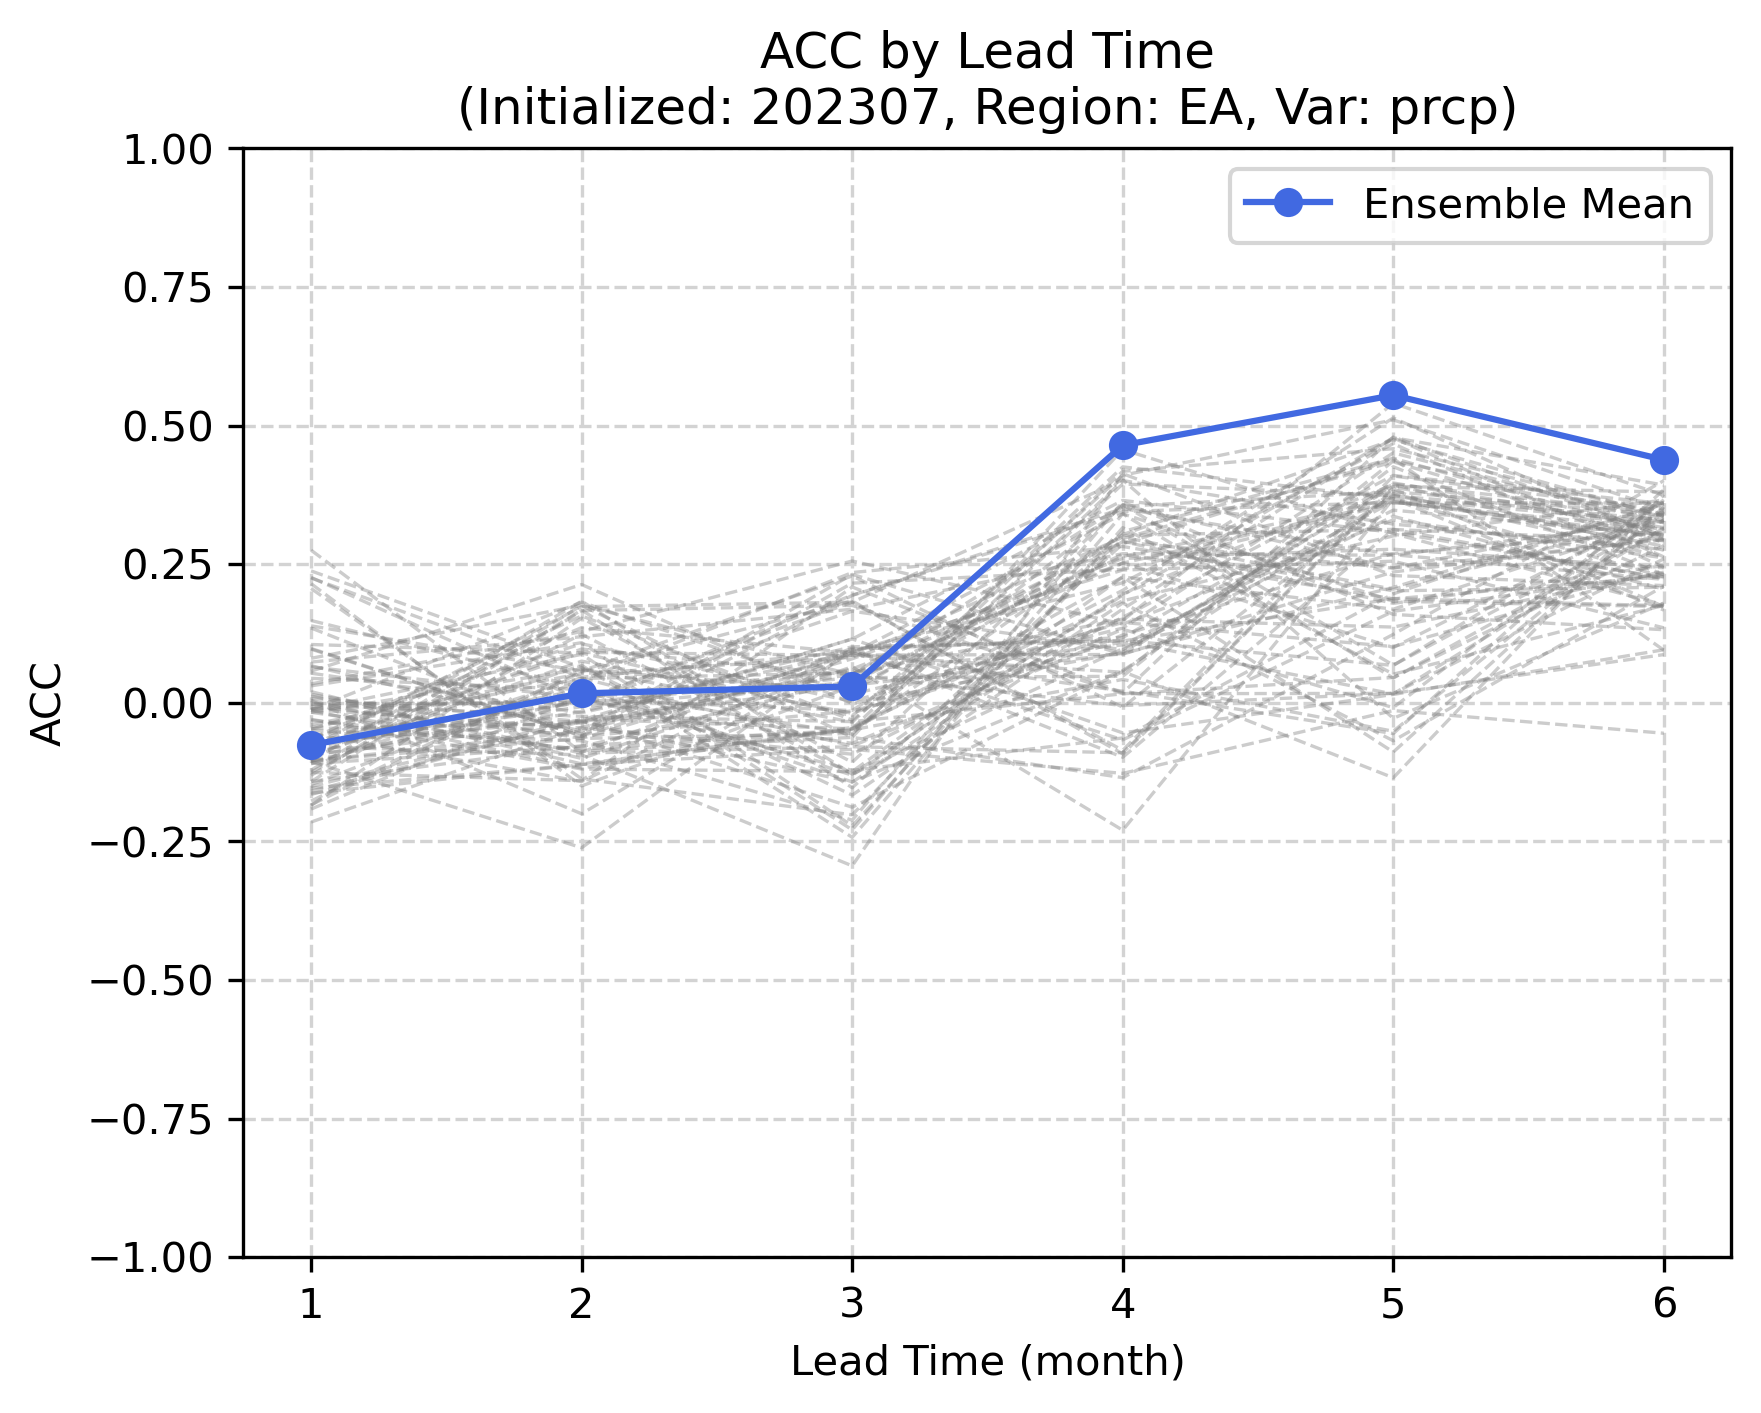 ACC by Lead Time
(Initialized: 202307, Region: EA, Var: prcp)
Ensemble Mean
1.00
0.75
0.50
0.25
0.00
−0.25
−0.50
−0.75
−1.00
ACC
1 2 3 4 5 6
Lead Time (month)